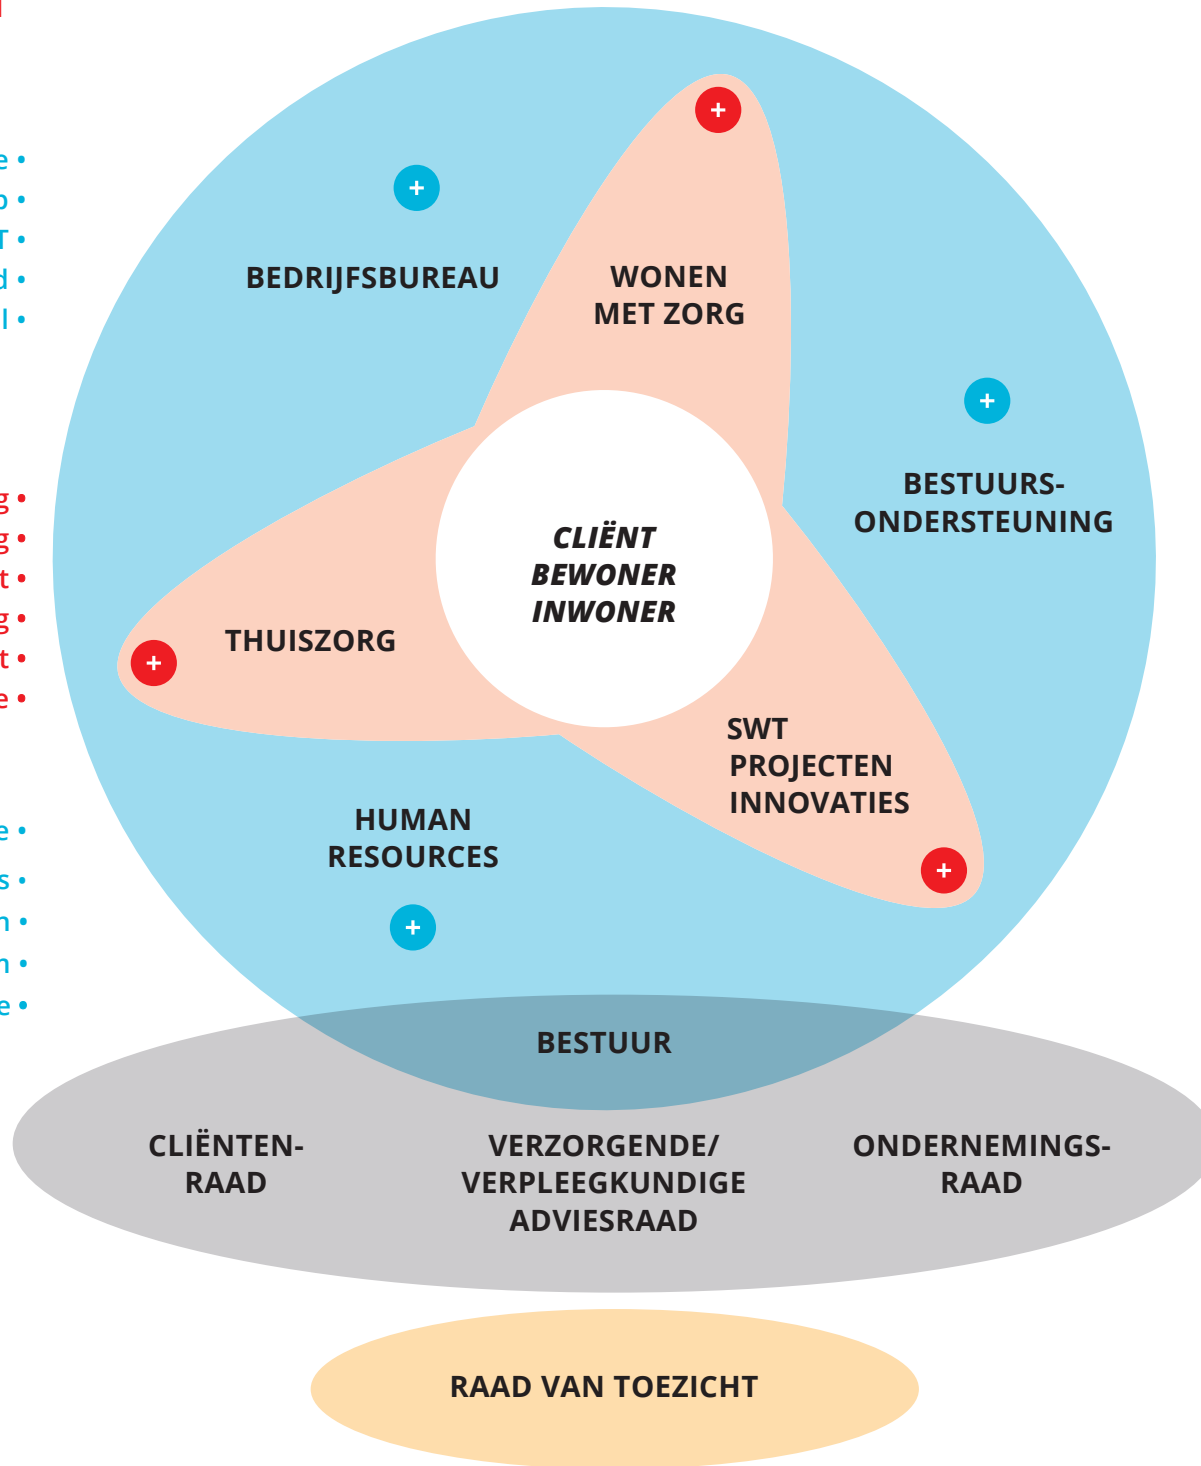 BEDRIJFSBUREAU
WONEN
MET ZORG
BESTUURS-
ONDERSTEUNING
CLIËNT
BEWONER
INWONER
THUISZORG
SWT
PROJECTEN
INNOVATIES
HUMAN
RESOURCES
BESTUUR
CLIËNTEN-
RAAD
VERZORGENDE/
VERPLEEGKUNDIGE
ADVIESRAAD
ONDERNEMINGS-
RAAD
RAAD VAN TOEZICHT